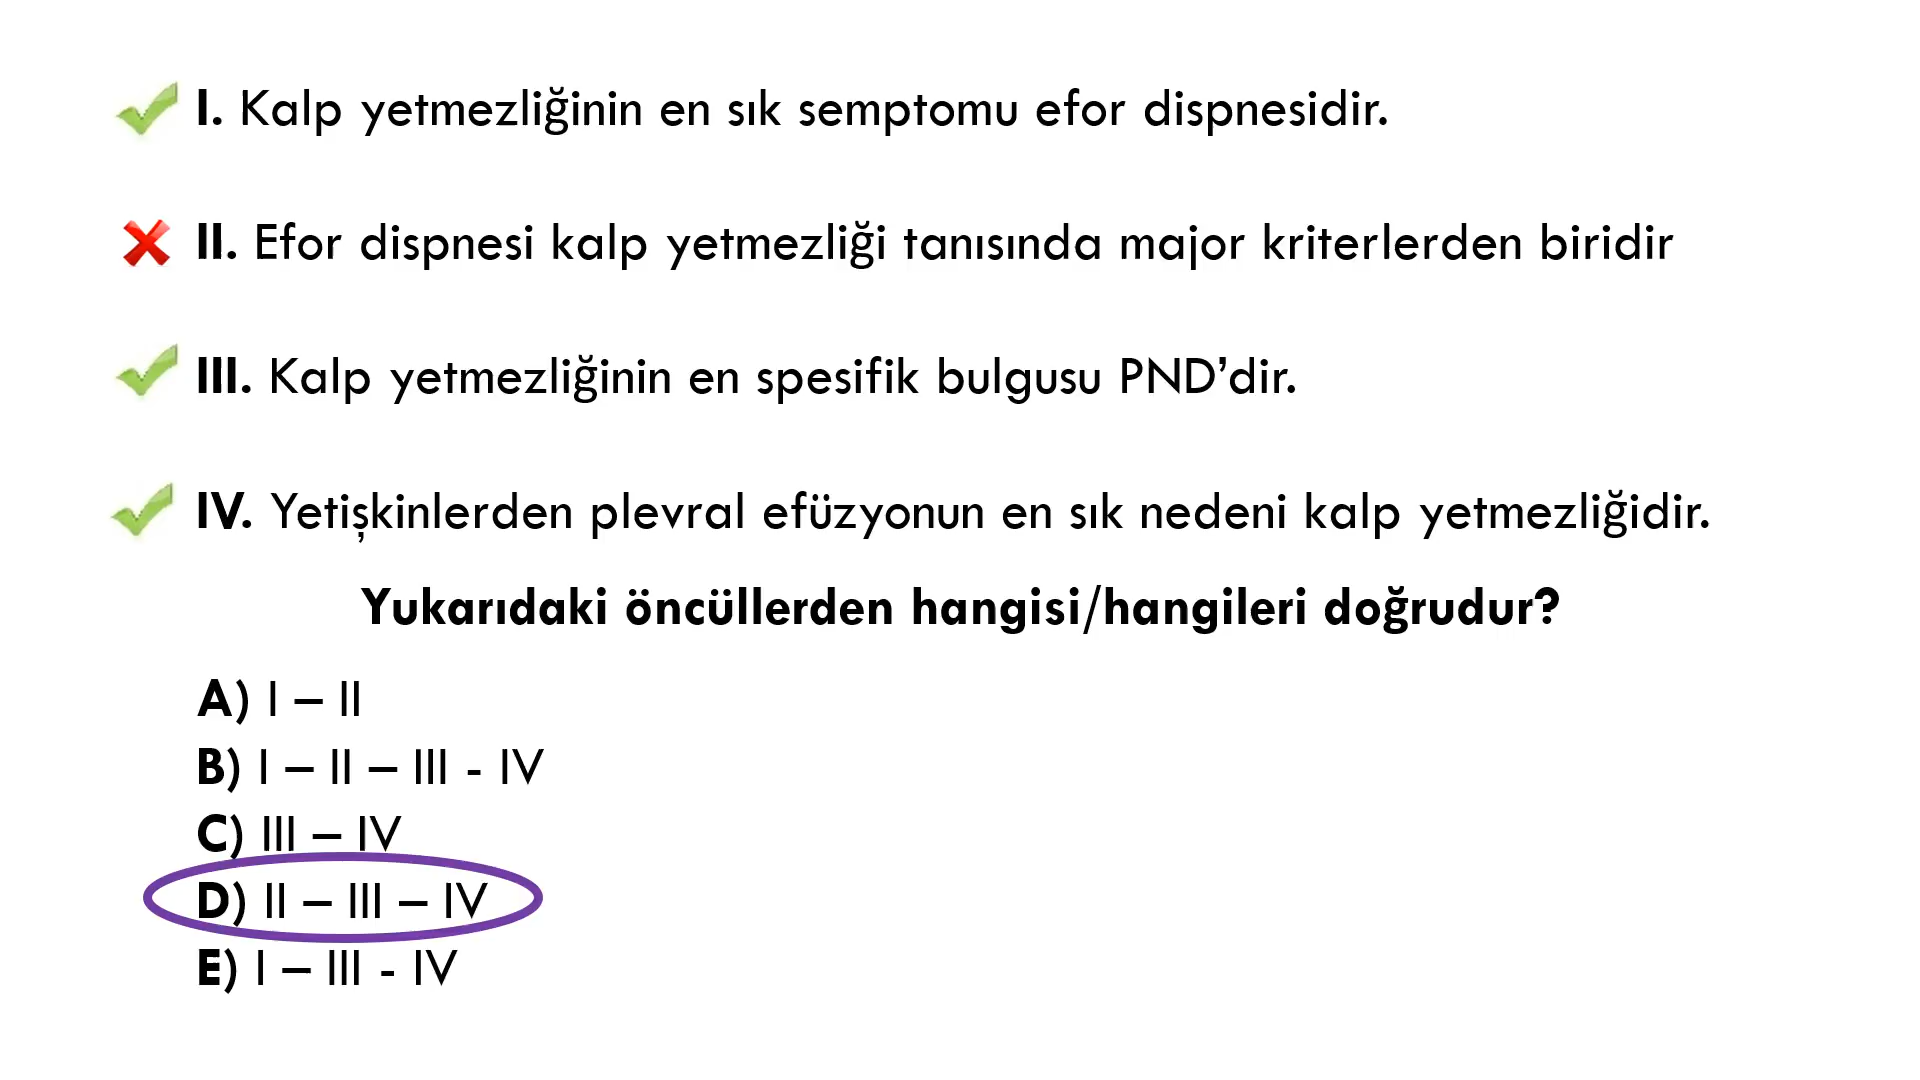 I. Kalp yetmezliğinin en sık semptomu efor dispnesidir.
II. Efor dispnesi kalp yetmezliği tanısında major kriterlerden biridir
III. Kalp yetmezliğinin en spesifik bulgusu PND’dir.
IV. Yetişkinlerden plevral efüzyonun en sık nedeni kalp yetmezliğidir.
Yukarıdaki öncüllerden hangisi/hangileri doğrudur?
A) I – II
B) I – II – III - IV
C) III – IV
D) II – III – IV
E) I – III - IV